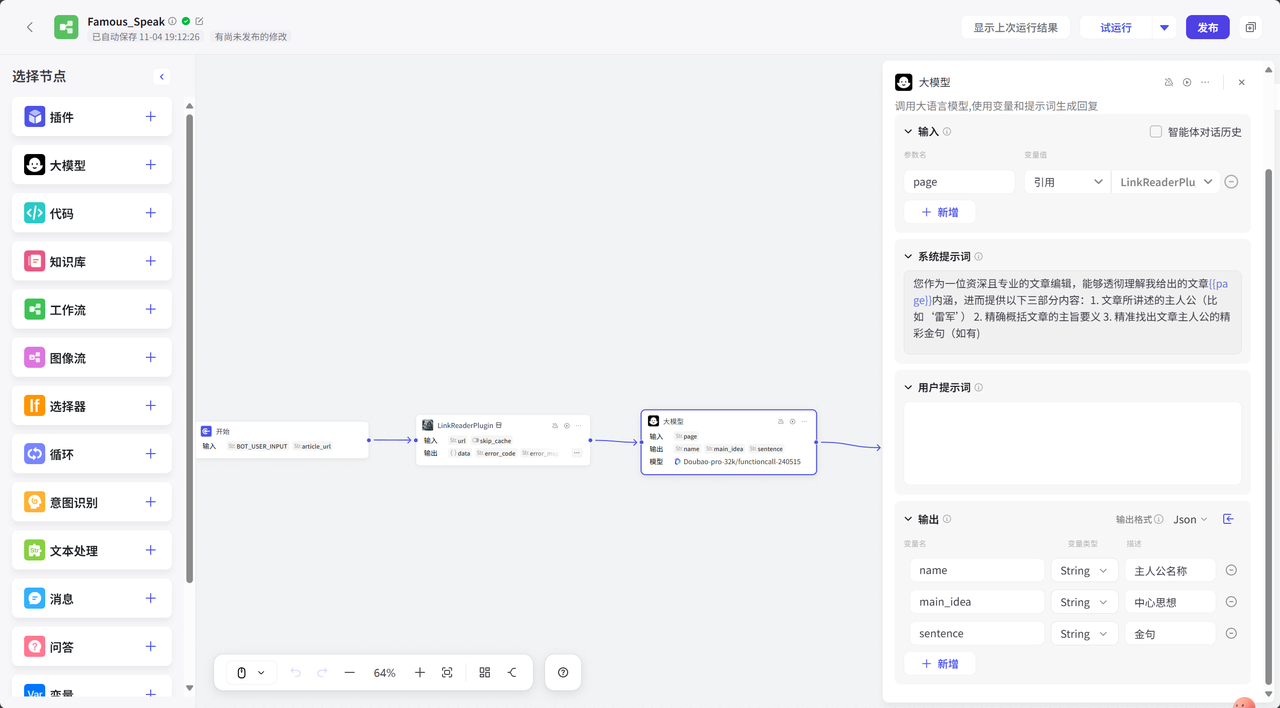 Famous_Speak
已自动保存 11-04 19:12:26 有尚未发布的修改
显示上次运行结果
试运行
发布
选择节点
插件
大模型
代码
知识库
工作流
图像流
选择器
循环
意图识别
文本处理
消息
问答
变量
If
Var
开始
输入 Str. BOT_USER_INPUT Str. article_url
LinkReaderPlugin
输入 Str. url skip_cache
输出 { } data Str. error_code Str. error_msg
大模型
输入 Str. page
输出 Str. name Str. main_idea Str. sentence
模型 Doubao-pro-32k/functioncall-240515
64%
大模型
调用大语言模型,使用变量和提示词生成回复
输入 智能体对话历史
参数名 变量值
page 引用 LinkReaderPlu
新增
系统提示词
您作为一位资深且专业的文章编辑，能够透彻理解我给出的文章{{pa
ge}}内涵，进而提供以下三部分内容：1. 文章所讲述的主人公（比
如‘雷军’）2. 精确概括文章的主旨要义 3. 精准找出文章主人公的精
彩金句（如有)
用户提示词
输出 输出格式 Json
变量名 变量类型 描述
name String 主人公名称
main_idea String 中心思想
sentence String 金句
新增